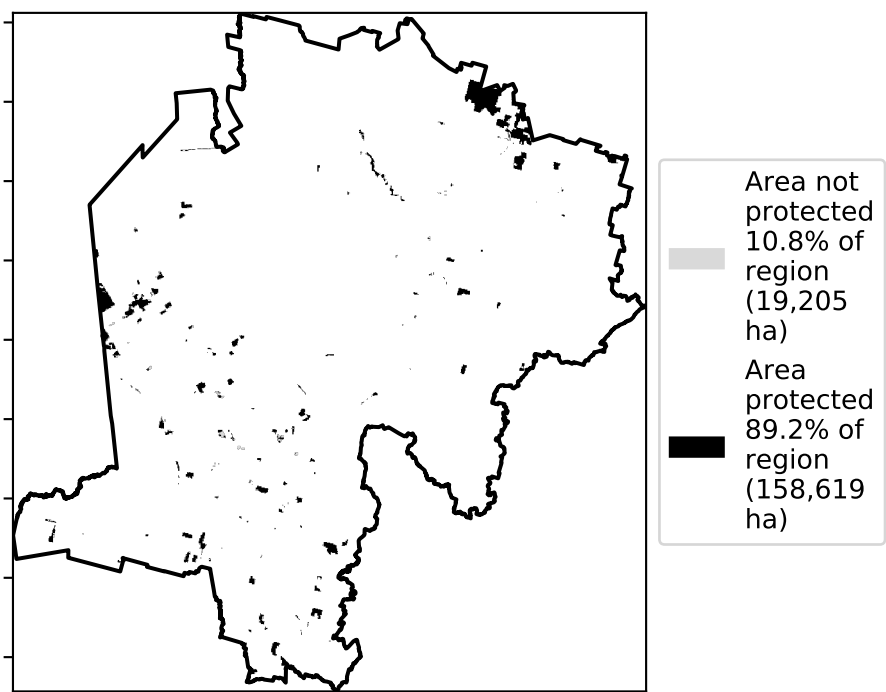 Area not
protected
10.8% of
region
(19,205
ha)
Area
protected
89.2% of
region
(158,619
ha)